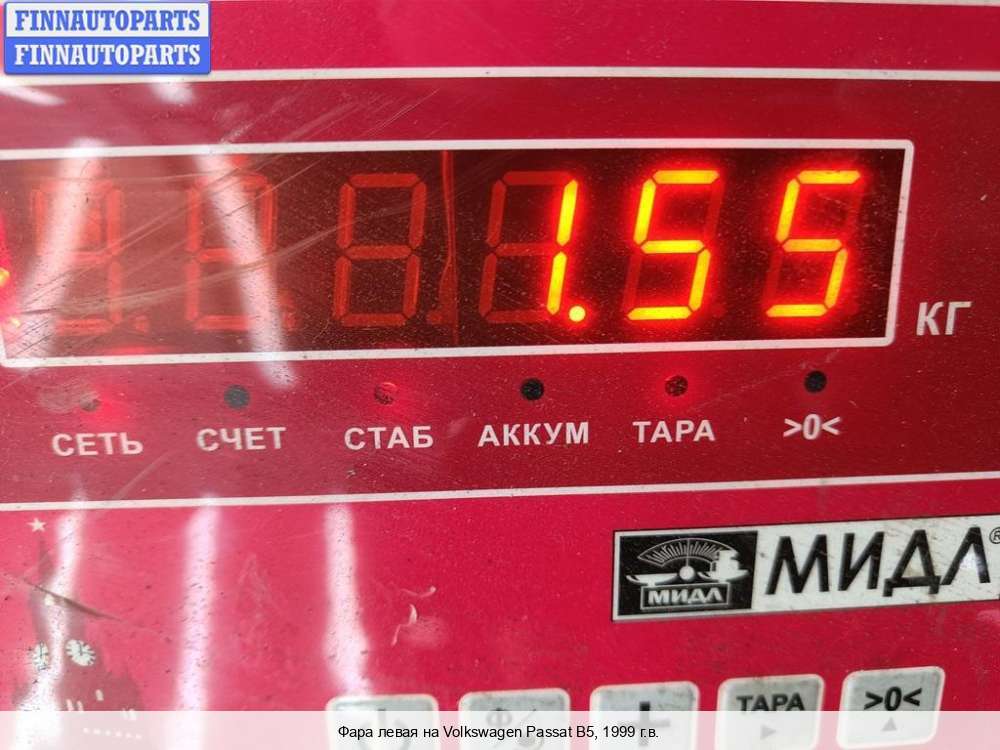 FINNAUTOPARTS
FINNAUTOPARTS
1.55
КГ
СЕТЬ СЧЕТ СТАБ АККУМ ТАРА >0<
МИДЛ®
МИДЛ
ТАРА >0<
Фара левая на Volkswagen Passat B5, 1999 г.в.